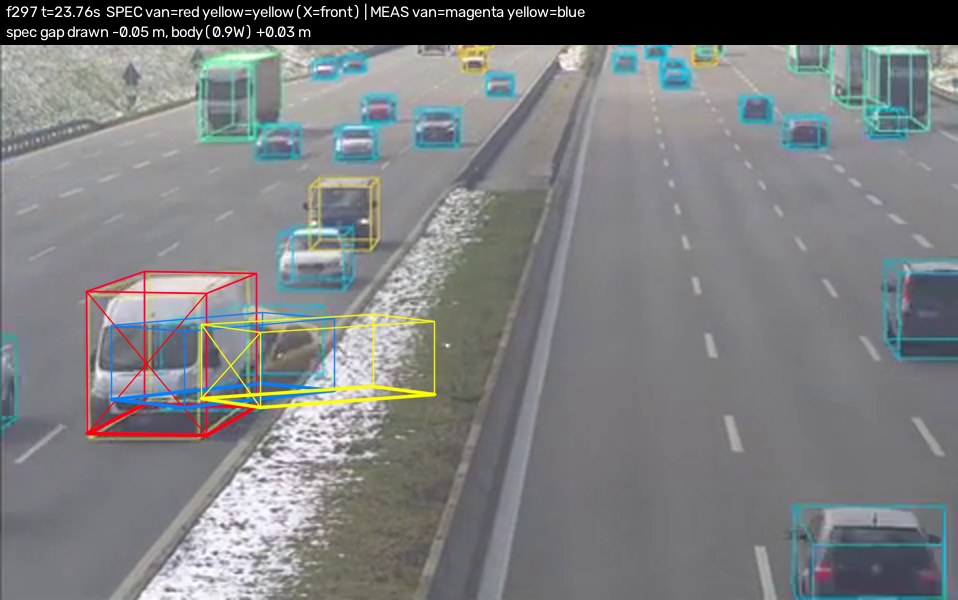 f297 t=23.76s SPEC van=red yellow=yellow (X=front) | MEAS van=magenta yellow=blue
spec gap drawn -0.05 m, body(0.9W) +0.03 m